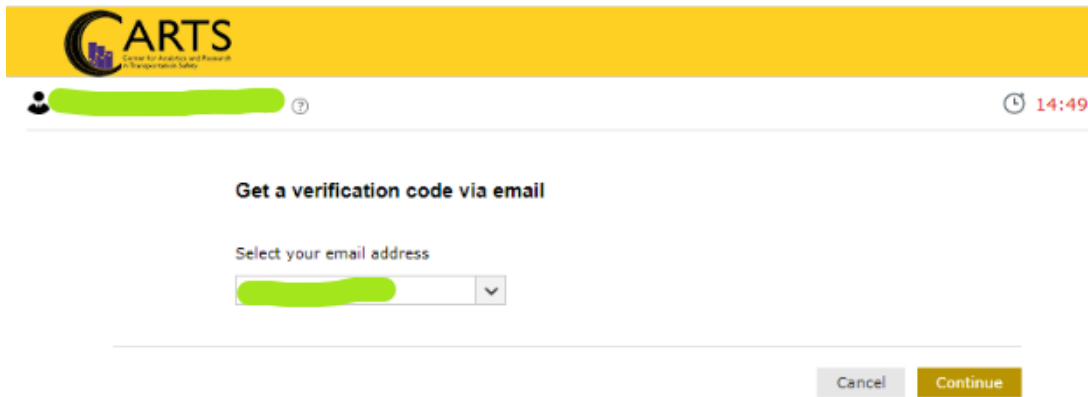 CARTS
Center for Analytics and Research
in Transportation Safety
?
14:49
Get a verification code via email
Select your email address
Cancel
Continue